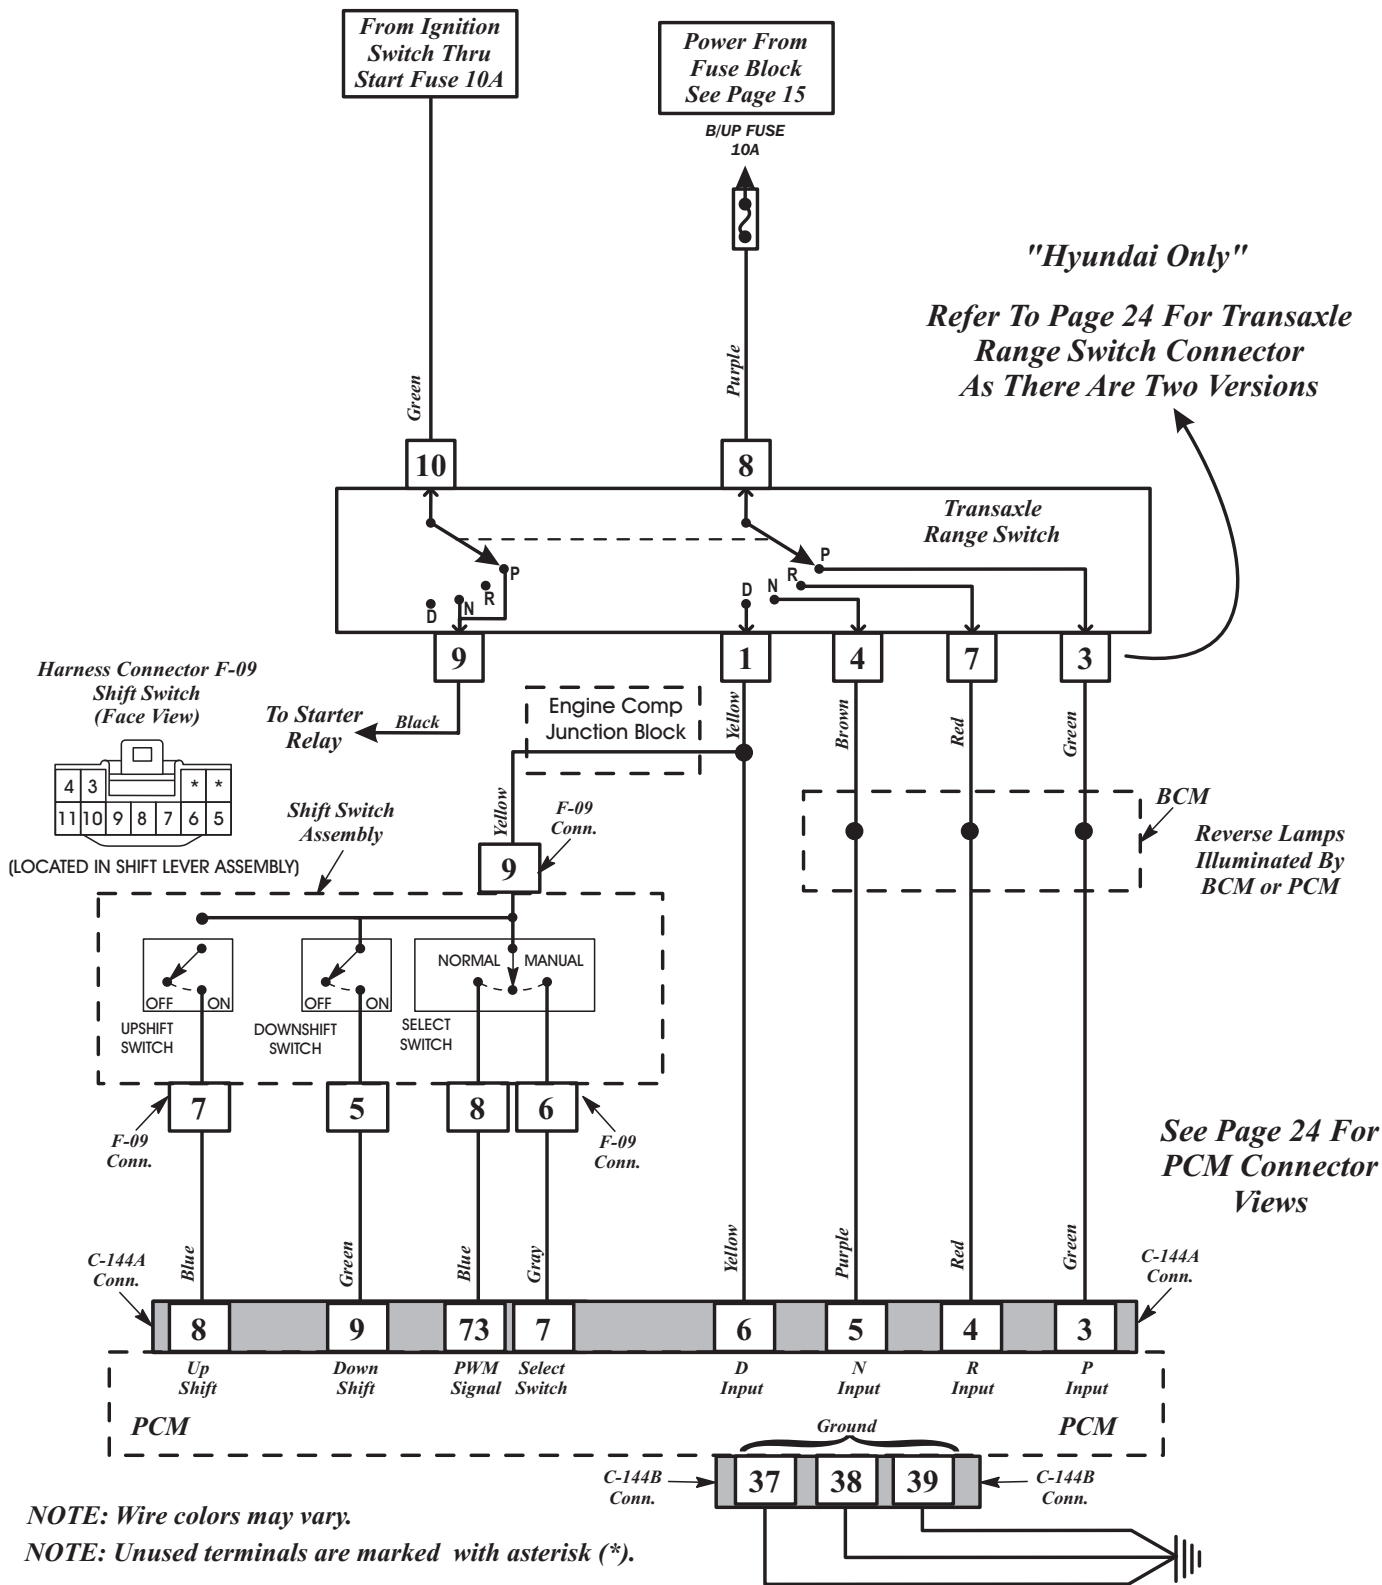 From Ignition
Switch Thru
Start Fuse 10A
Power From
Fuse Block
See Page 15
B/UP FUSE
10A
"Hyundai Only"
Refer To Page 24 For Transaxle
Range Switch Connector
As There Are Two Versions
Green
Purple
10
8
Transaxle
Range Switch
P
R
N
D
P
R
N
D
9
1
4
7
3
Harness Connector F-09
Shift Switch
(Face View)
4 3 * *
11 10 9 8 7 6 5
(LOCATED IN SHIFT LEVER ASSEMBLY)
To Starter
Relay
Black
Engine Comp
Junction Block
Yellow
Brown
Red
Green
Yellow
Shift Switch
Assembly
F-09
Conn.
9
BCM
Reverse Lamps
Illuminated By
BCM or PCM
OFF ON
UPSHIFT
SWITCH
OFF ON
DOWNSHIFT
SWITCH
NORMAL MANUAL
SELECT
SWITCH
7
5
8
6
F-09
Conn.
F-09
Conn.
See Page 24 For
PCM Connector
Views
C-144A
Conn.
Blue
Green
Blue
Gray
Yellow
Purple
Red
Green
C-144A
Conn.
8
9
73
7
6
5
4
3
Up
Shift
Down
Shift
PWM
Signal
Select
Switch
D
Input
N
Input
R
Input
P
Input
PCM
PCM
Ground
C-144B
Conn.
37
38
39
C-144B
Conn.
NOTE: Wire colors may vary.
NOTE: Unused terminals are marked with asterisk (*).